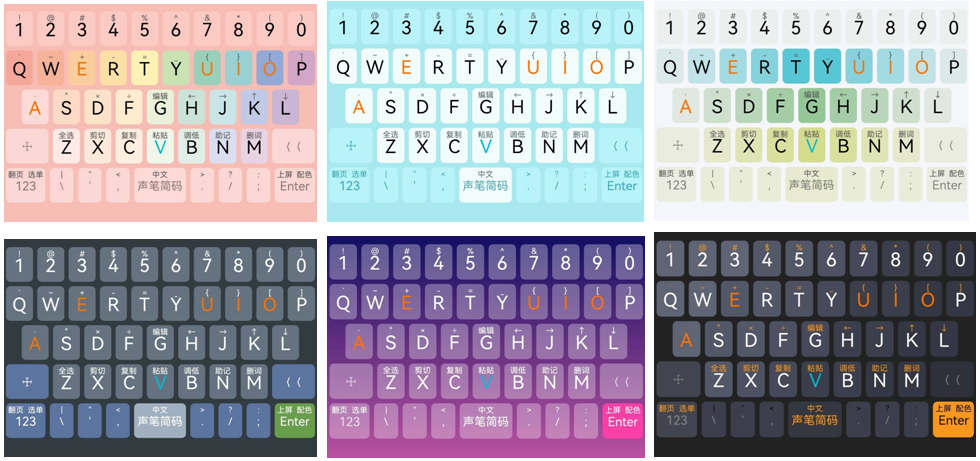 ! @ # $ % ^ & * ( )
1 2 3 4 5 6 7 8 9 0
+ = { } [ ]
Q W E R T Y U I O P
× ÷ 编辑 ← → ↑ ↓
A S D F G H J K L
全选 剪切 复制 粘贴 调低 助记 删词
Z X C V B N M
翻页 选单 | " < 中文 > ? : 上屏 配色
123 \ ' , 声笔简码 . / ; Enter
! @ # $ % ^ & * ( )
1 2 3 4 5 6 7 8 9 0
+ = { } [ ]
Q W E R T Y U I O P
× ÷ 编辑 ← → ↑ ↓
A S D F G H J K L
全选 剪切 复制 粘贴 调低 助记 删词
Z X C V B N M
翻页 选单 | " < 中文 > ? : 上屏 配色
123 \ ' , 声笔简码 . / ; Enter
! @ # $ % ^ & * ( )
1 2 3 4 5 6 7 8 9 0
+ = { } [ ]
Q W E R T Y U I O P
× ÷ 编辑 ← → ↑ ↓
A S D F G H J K L
全选 剪切 复制 粘贴 调低 助记 删词
Z X C V B N M
翻页 选单 | " < 中文 > ? : 上屏 配色
123 \ ' , 声笔简码 . / ; Enter
! @ # $ % ^ & * ( )
1 2 3 4 5 6 7 8 9 0
+ = { } [ ]
Q W E R T Y U I O P
× ÷ 编辑 ← → ↑ ↓
A S D F G H J K L
全选 剪切 复制 粘贴 调低 助记 删词
Z X C V B N M
翻页 选单 | " < 中文 > ? : 上屏 配色
123 \ ' , 声笔简码 . / ; Enter
! @ # $ % ^ & * ( )
1 2 3 4 5 6 7 8 9 0
+ = { } [ ]
Q W E R T Y U I O P
× ÷ 编辑 ← → ↑ ↓
A S D F G H J K L
全选 剪切 复制 粘贴 调低 助记 删词
Z X C V B N M
翻页 选单 | " < 中文 > ? : 上屏 配色
123 \ ' , 声笔简码 . / ; Enter
! @ # $ % ^ & * ( )
1 2 3 4 5 6 7 8 9 0
+ = { } [ ]
Q W E R T Y U I O P
× ÷ 编辑 ← → ↑ ↓
A S D F G H J K L
全选 剪切 复制 粘贴 调低 助记 删词
Z X C V B N M
翻页 选单 | " < 中文 > ? : 上屏 配色
123 \ ' , 声笔简码 . / ; Enter